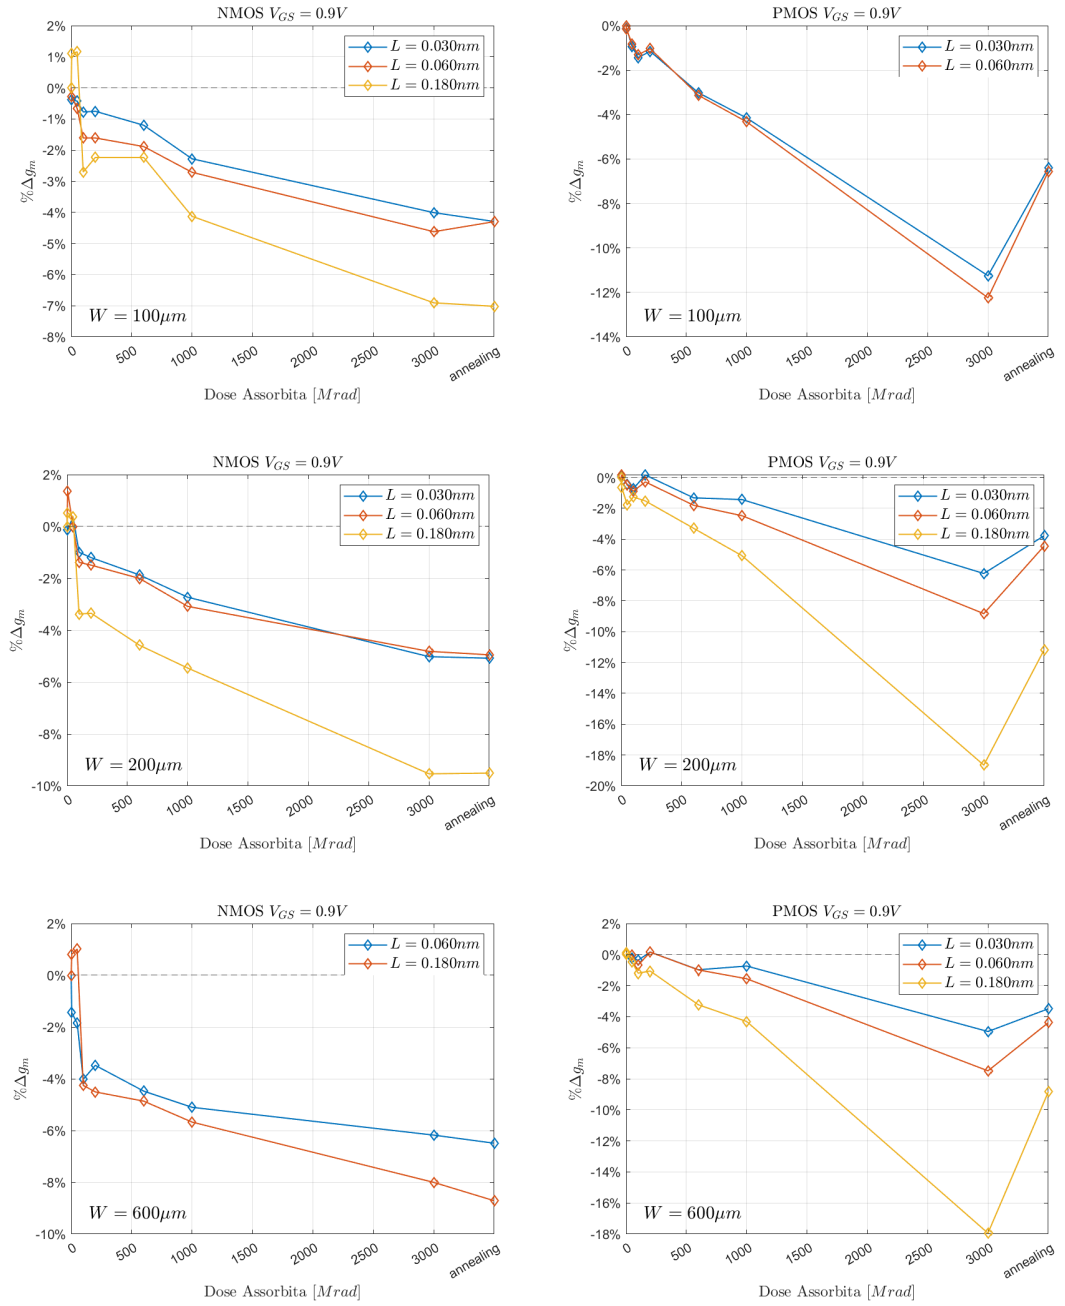 NMOS V_GS = 0.9V
2%
1%
0%
-1%
-2%
-3%
-4%
-5%
-6%
-7%
-8%
%Δg_m
L = 0.030nm
L = 0.060nm
L = 0.180nm
W = 100μm
0
500
1000
1500
2000
2500
3000
annealing
Dose Assorbita [Mrad]
PMOS V_GS = 0.9V
0%
-2%
-4%
-6%
-8%
-10%
-12%
-14%
%Δg_m
L = 0.030nm
L = 0.060nm
W = 100μm
0
500
1000
1500
2000
2500
3000
annealing
Dose Assorbita [Mrad]
NMOS V_GS = 0.9V
2%
0%
-2%
-4%
-6%
-8%
-10%
%Δg_m
L = 0.030nm
L = 0.060nm
L = 0.180nm
W = 200μm
0
500
1000
1500
2000
2500
3000
annealing
Dose Assorbita [Mrad]
PMOS V_GS = 0.9V
0%
-2%
-4%
-6%
-8%
-10%
-12%
-14%
-16%
-18%
-20%
%Δg_m
L = 0.030nm
L = 0.060nm
L = 0.180nm
W = 200μm
0
500
1000
1500
2000
2500
3000
annealing
Dose Assorbita [Mrad]
NMOS V_GS = 0.9V
2%
0%
-2%
-4%
-6%
-8%
-10%
%Δg_m
L = 0.060nm
L = 0.180nm
W = 600μm
0
500
1000
1500
2000
2500
3000
annealing
Dose Assorbita [Mrad]
PMOS V_GS = 0.9V
0%
-2%
-4%
-6%
-8%
-10%
-12%
-14%
-16%
-18%
%Δg_m
L = 0.030nm
L = 0.060nm
L = 0.180nm
W = 600μm
0
500
1000
1500
2000
2500
3000
annealing
Dose Assorbita [Mrad]